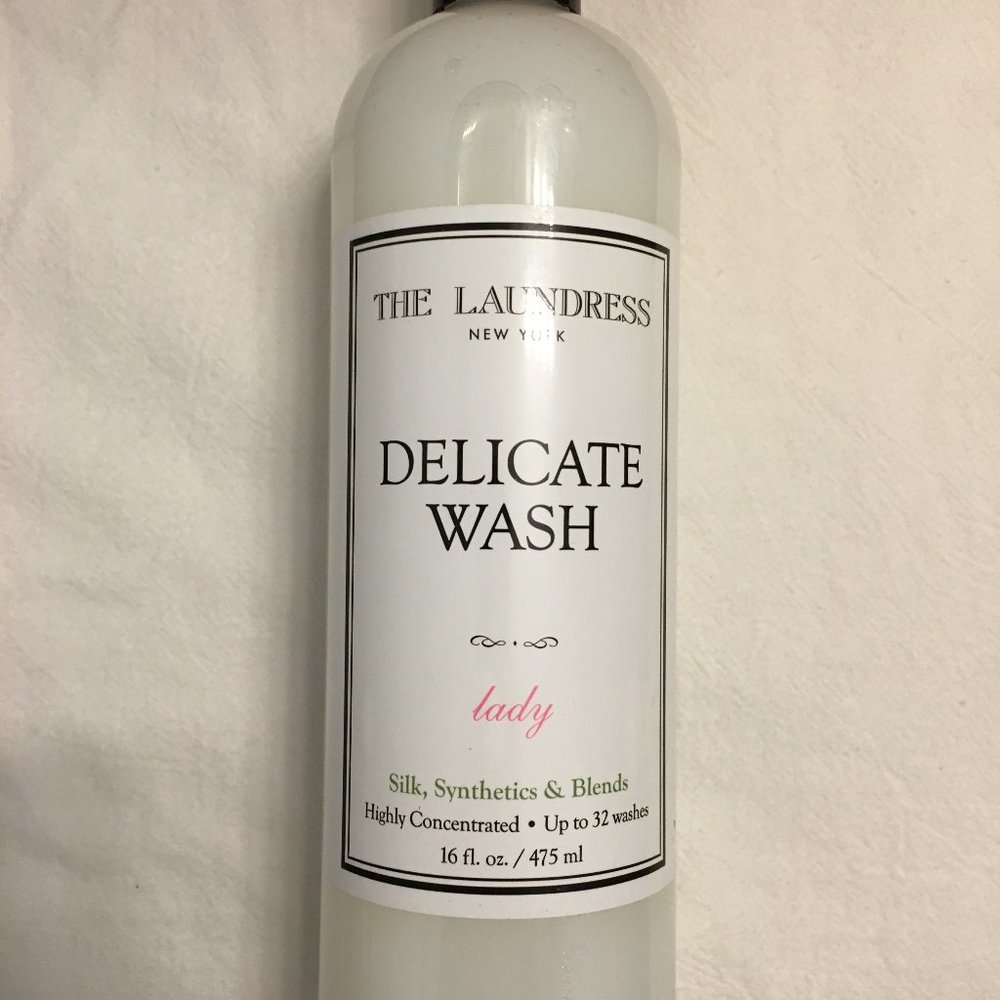 THE LAUNDRESS
NEW YORK
DELICATE
WASH
lady
Silk, Synthetics & Blends
Highly Concentrated • Up to 32 washes
16 fl. oz. / 475 ml